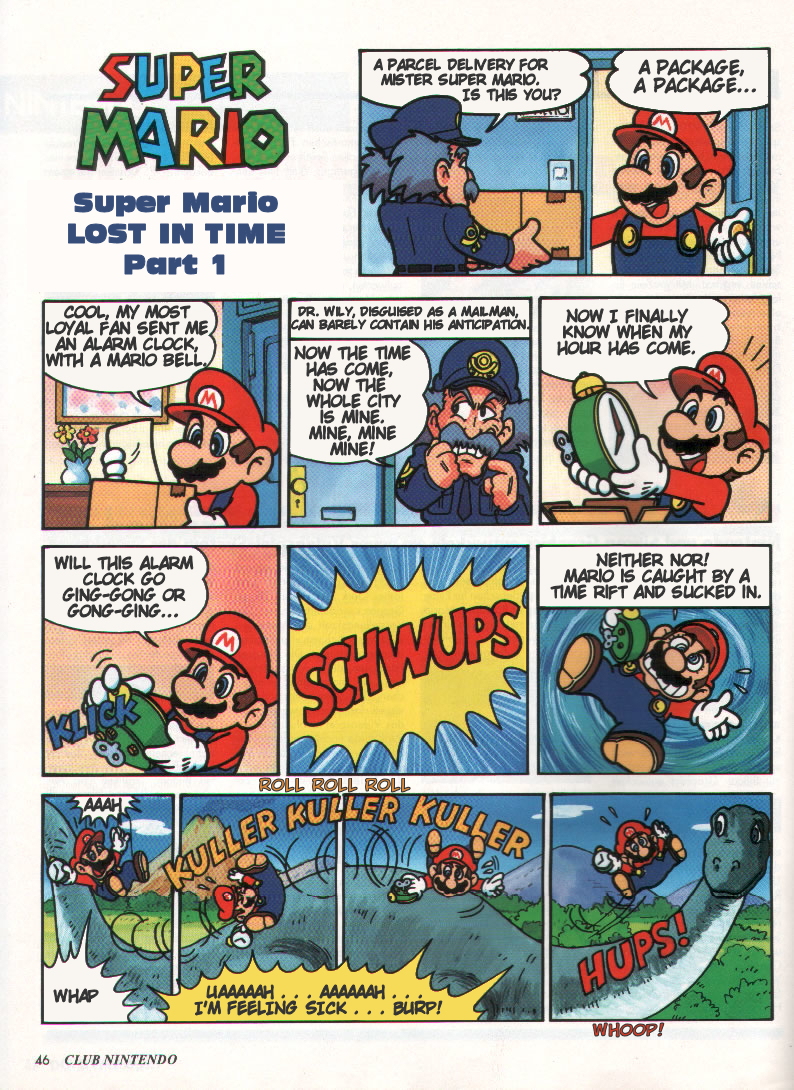 SUPER
MARIO
Super Mario
LOST IN TIME
Part 1
A PARCEL DELIVERY FOR
MISTER SUPER MARIO.
IS THIS YOU?
A PACKAGE,
A PACKAGE...
MARIO
M
COOL, MY MOST
LOYAL FAN SENT ME
AN ALARM CLOCK,
WITH A MARIO BELL.
M
DR. WILY, DISGUISED AS A MAILMAN,
CAN BARELY CONTAIN HIS ANTICIPATION.
NOW THE TIME
HAS COME,
NOW THE
WHOLE CITY
IS MINE.
MINE, MINE
MINE!
NOW I FINALLY
KNOW WHEN MY
HOUR HAS COME.
M
WILL THIS ALARM
CLOCK GO
GING-GONG OR
GONG-GING...
M
KLICK
SCHWUPS
NEITHER NOR!
MARIO IS CAUGHT BY A
TIME RIFT AND SUCKED IN.
ROLL ROLL ROLL
AAAH
WHAP
KULLER KULLER KULLER
UAAAAAH . . . AAAAAAH . . .
I'M FEELING SICK . . . BURP!
HUPS!
WHOOP!
46 CLUB NINTENDO